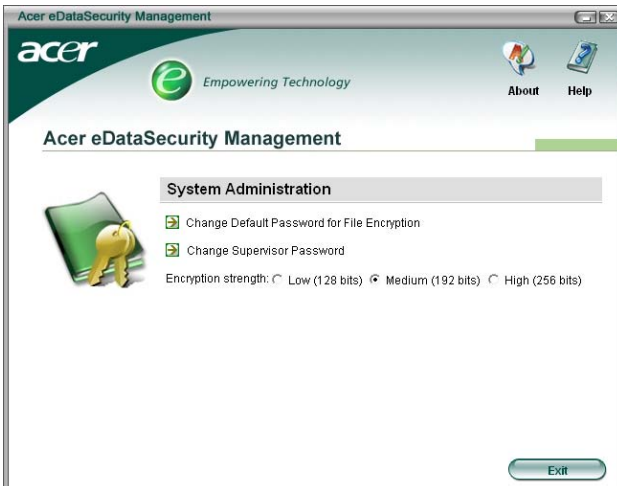 Acer eDataSecurity Management
acer
e Empowering Technology
About Help
Acer eDataSecurity Management
System Administration
Change Default Password for File Encryption
Change Supervisor Password
Encryption strength: Low (128 bits) Medium (192 bits) High (256 bits)
Exit